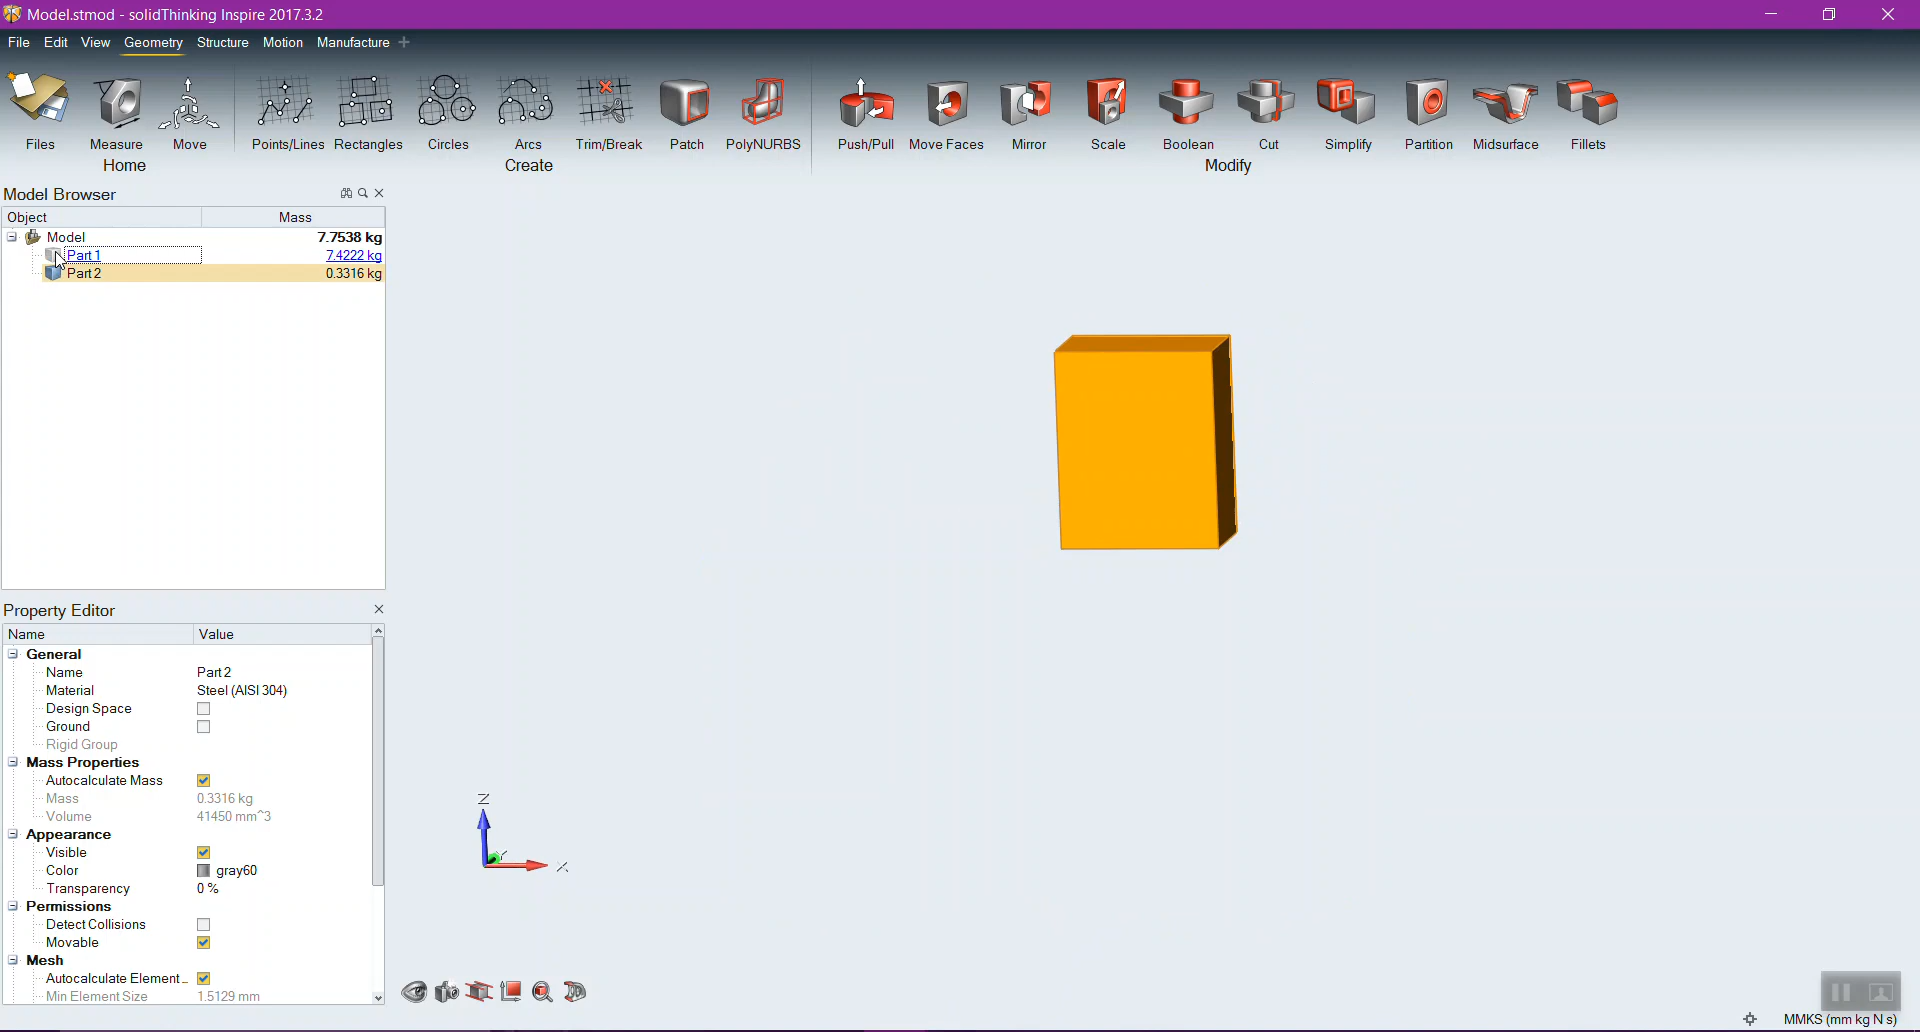 Model.stmod - solidThinking Inspire 2017.3.2
File Edit View Geometry Structure Motion Manufacture
Files Measure Move Points/Lines Rectangles Circles Arcs Trim/Break Patch PolyNURBS Push/Pull Move Faces Mirror Scale Boolean Cut Simplify Partition Midsurface Fillets
Home Create Modify
Model Browser
Object Mass
Model 7.7538 kg
Part 1 7.4222 kg
Part 2 0.3316 kg
Property Editor
Name Value
General
Name Part 2
Material Steel (AISI 304)
Design Space
Ground
Rigid Group
Mass Properties
Autocalculate Mass
Mass 0.3316 kg
Volume 41450 mm^3
Appearance
Visible
Color gray60
Transparency 0 %
Permissions
Detect Collisions
Movable
Mesh
Autocalculate Element...
Min Element Size 1.5129 mm
Z
Y
X
MMKS (mm kg N s)